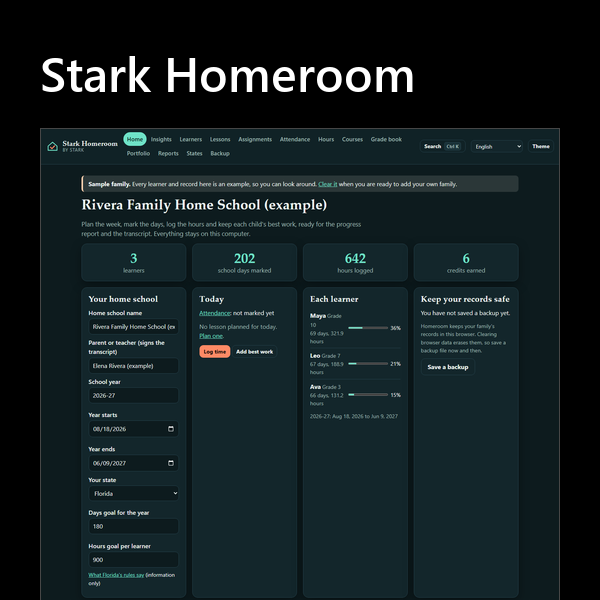 Stark Homeroom
Stark Homeroom
BY STARK
Home Insights Learners Lessons Assignments Attendance Hours Courses Grade book
Portfolio Reports States Backup
Search Ctrl K
English
Theme
Sample family. Every learner and record here is an example, so you can look around. Clear it when you are ready to add your own family.
Rivera Family Home School (example)
Plan the week, mark the days, log the hours and keep each child's best work, ready for the progress
report and the transcript. Everything stays on this computer.
3
learners
202
school days marked
642
hours logged
6
credits earned
Your home school
Home school name
Rivera Family Home School (ex
Parent or teacher (signs the
transcript)
Elena Rivera (example)
School year
2026-27
Year starts
08/18/2026
Year ends
06/09/2027
Your state
Florida
Days goal for the year
180
Hours goal per learner
900
What Florida's rules say (information
only)
Today
Attendance: not marked yet
No lesson planned for today.
Plan one.
Log time Add best work
Each learner
Maya Grade
10
69 days, 321.9
hours
36%
Leo Grade 7
67 days, 188.9
hours
21%
Ava Grade 3
66 days, 131.2
hours
15%
2026-27: Aug 18, 2026 to Jun 9, 2027
Keep your records safe
You have not saved a backup yet.
Homeroom keeps your family's
records in this browser. Clearing
browser data erases them, so save a
backup file now and then.
Save a backup